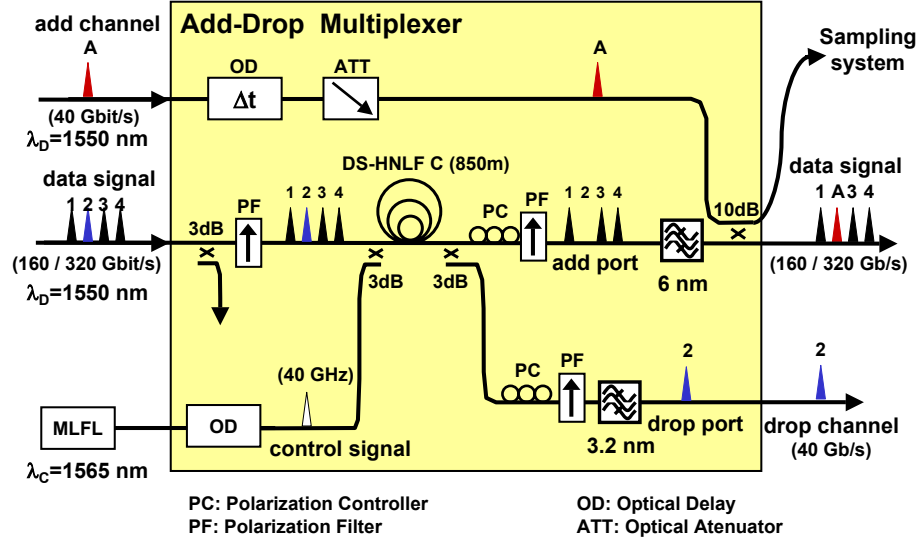 add channel
Add-Drop Multiplexer
A
OD
ATT
A
Sampling
system
Δt
(40 Gbit/s)
λD=1550 nm
data signal
1 2 3 4
3dB
PF
1 2 3 4
DS-HNLF C (850m)
PC
PF
1 3 4
10dB
data signal
1 A 3 4
(160 / 320 Gbit/s)
λD=1550 nm
3dB
3dB
add port
6 nm
(160 / 320 Gb/s)
(40 GHz)
PC
PF
2
2
MLFL
OD
control signal
3.2 nm
drop port
drop channel
(40 Gb/s)
λC=1565 nm
PC: Polarization Controller
OD: Optical Delay
PF: Polarization Filter
ATT: Optical Atenuator